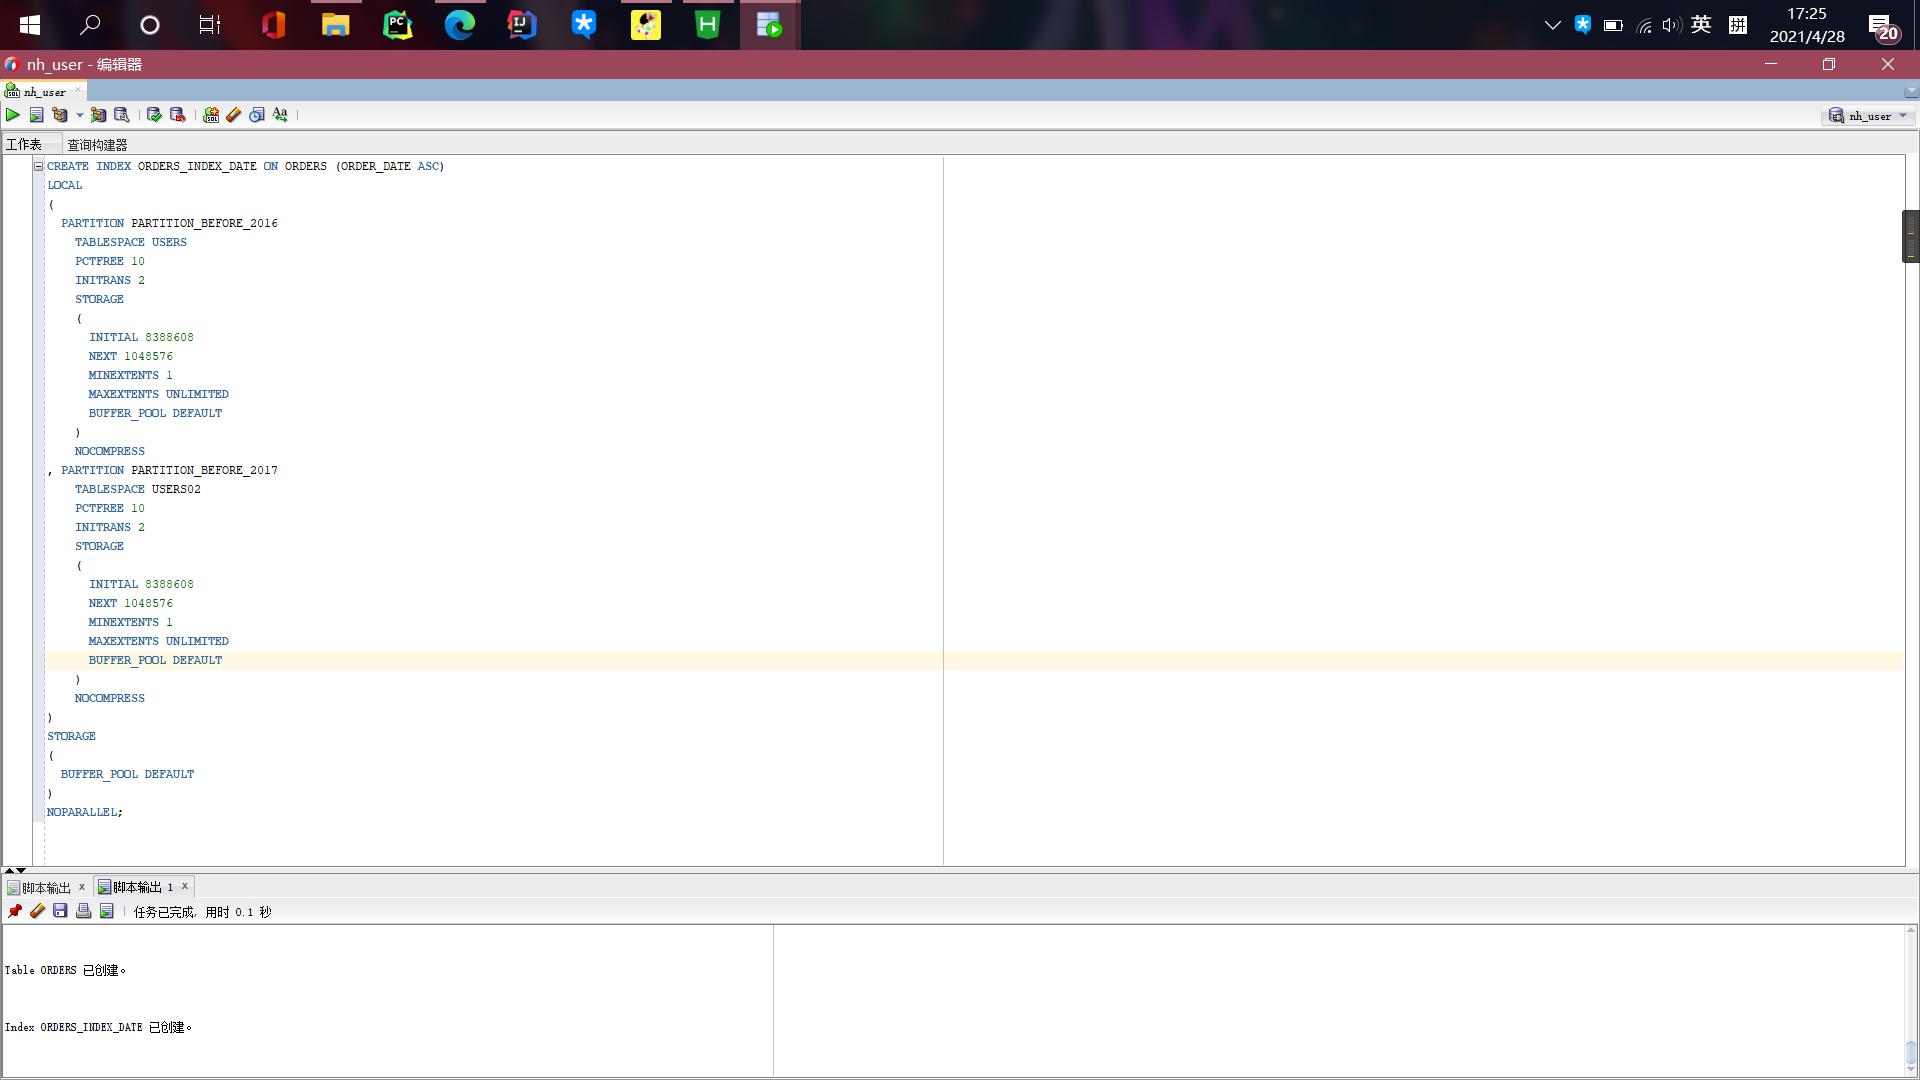 英
拼
17:25
2021/4/28
20
nh_user - 编辑器
nh_user
nh_user
工作表
查询构建器
CREATE INDEX ORDERS_INDEX_DATE ON ORDERS (ORDER_DATE ASC)
LOCAL
(
PARTITION PARTITION_BEFORE_2016
TABLESPACE USERS
PCTFREE 10
INITRANS 2
STORAGE
(
INITIAL 8388608
NEXT 1048576
MINEXTENTS 1
MAXEXTENTS UNLIMITED
BUFFER_POOL DEFAULT
)
NOCOMPRESS
, PARTITION PARTITION_BEFORE_2017
TABLESPACE USERS02
PCTFREE 10
INITRANS 2
STORAGE
(
INITIAL 8388608
NEXT 1048576
MINEXTENTS 1
MAXEXTENTS UNLIMITED
BUFFER_POOL DEFAULT
)
NOCOMPRESS
)
STORAGE
(
BUFFER_POOL DEFAULT
)
NOPARALLEL;
脚本输出 x 脚本输出 1 x
任务已完成, 用时 0.1 秒
Table ORDERS 已创建。
Index ORDERS_INDEX_DATE 已创建。